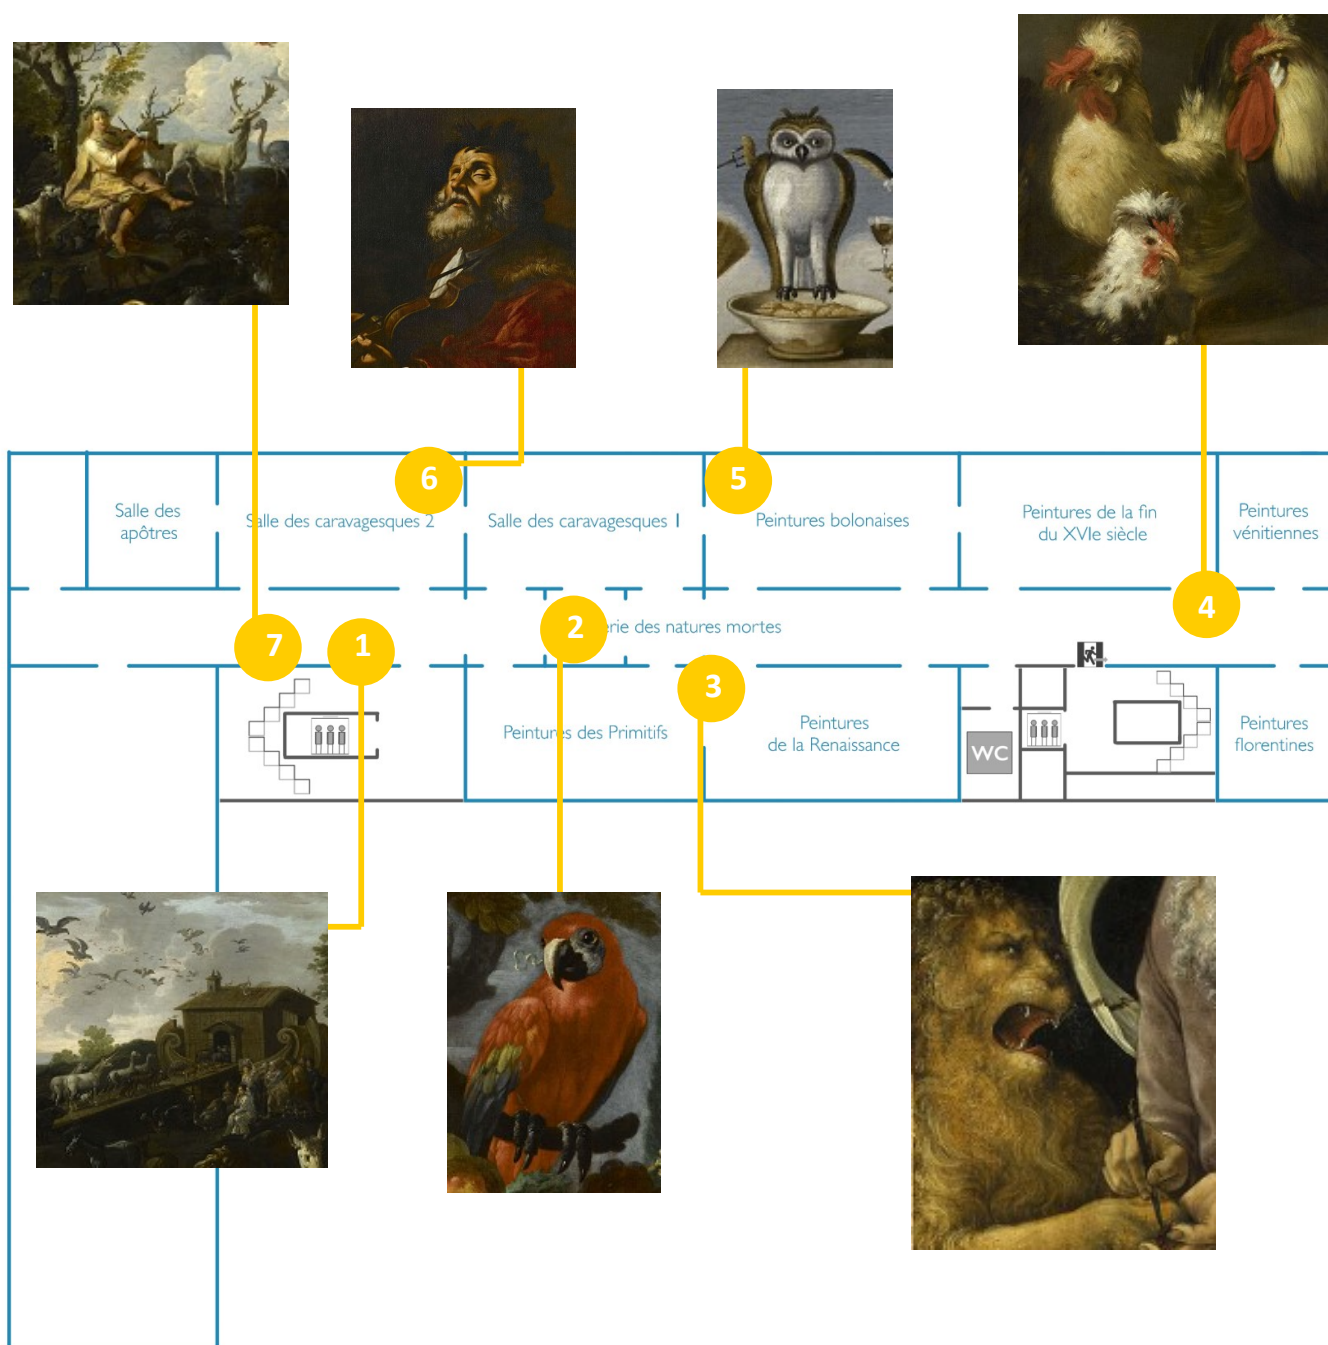 6
5
Salle des
apôtres
Salle des caravagesques 2
Salle des caravagesques 1
Peintures bolonaises
Peintures de la fin
du XVIe siècle
Peintures
vénitiennes
7
1
2
erie des natures mortes
4
3
Peintures des Primitifs
Peintures
de la Renaissance
WC
Peintures
florentines